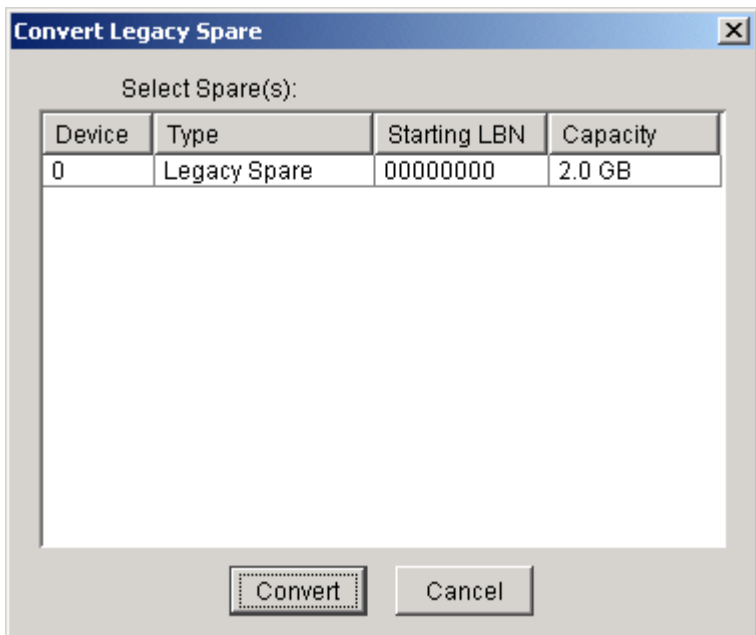 Convert Legacy Spare
Select Spare(s):
Device Type Starting LBN Capacity
0 Legacy Spare 00000000 2.0 GB
Convert Cancel